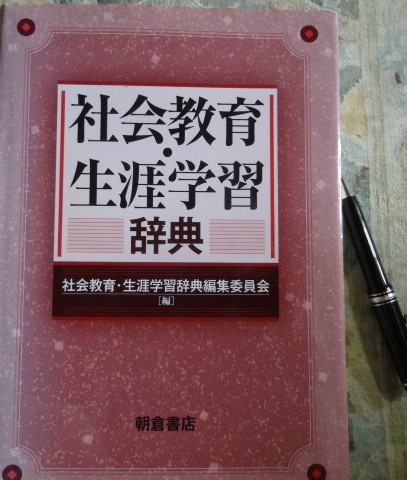 社会教育・
生涯学習
辞典
社会教育・生涯学習辞典編集委員会
[編]
朝倉書店